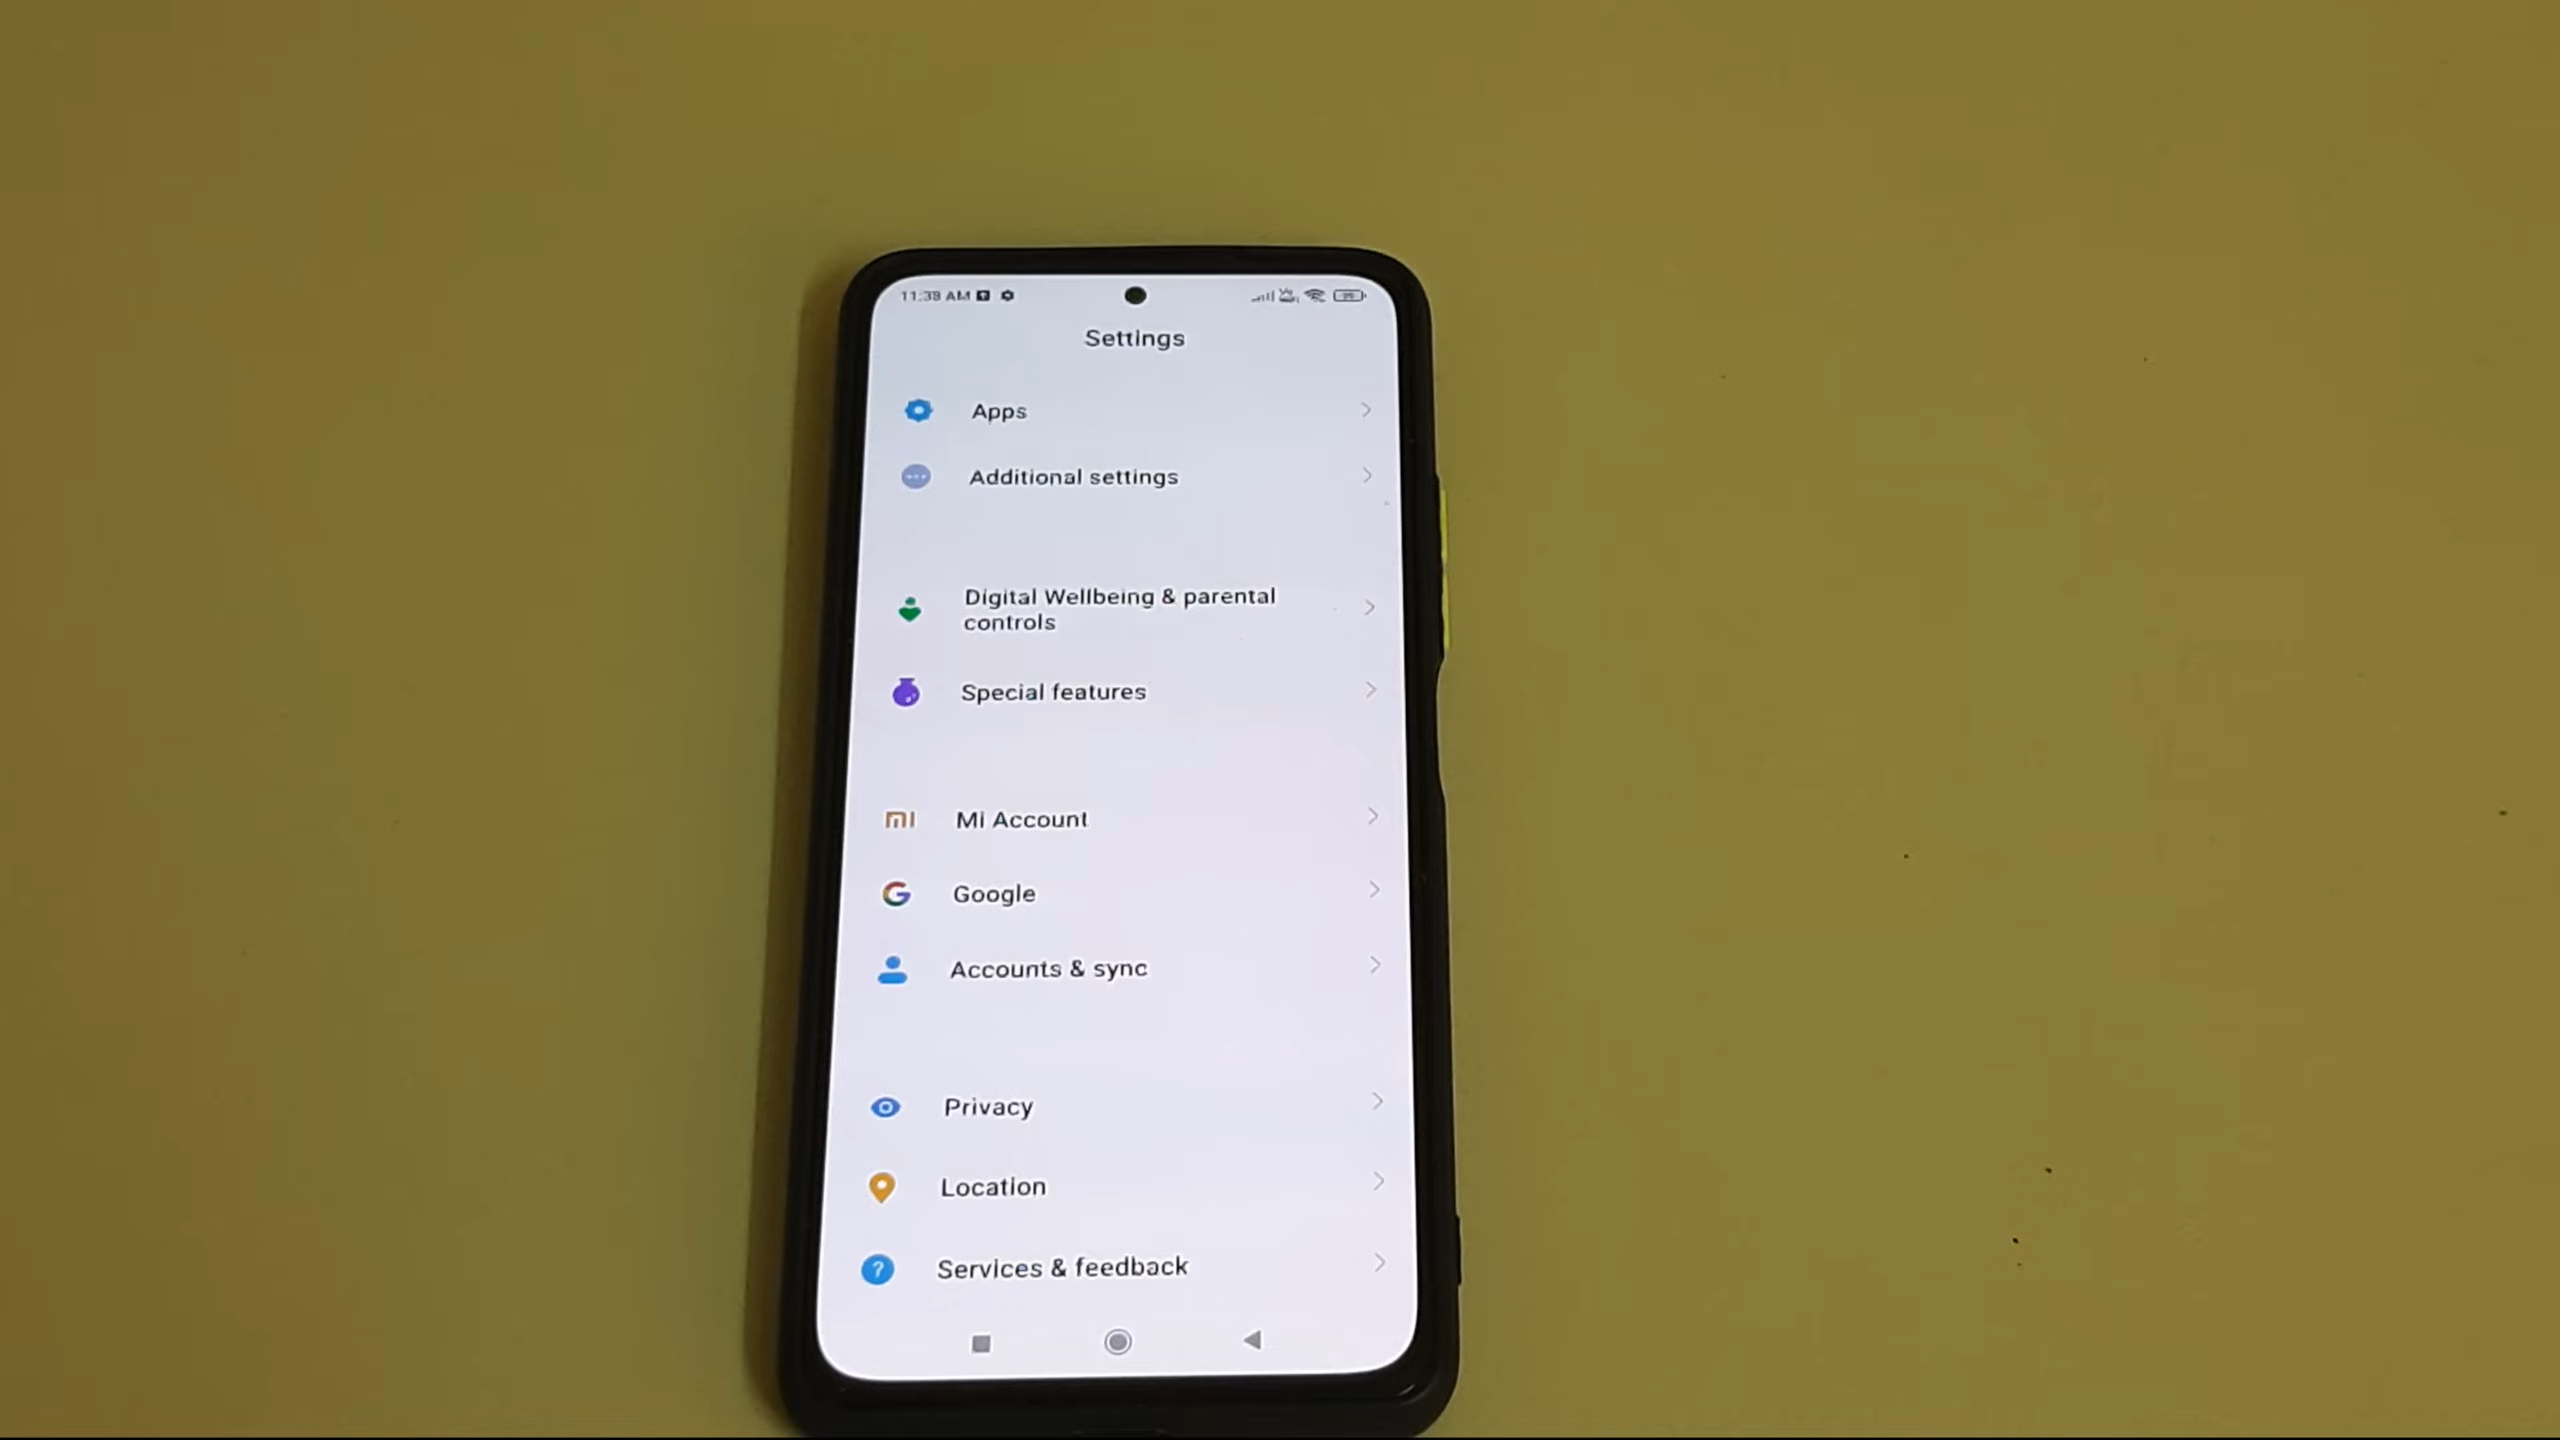 11:39 AM
Settings
Apps
Additional settings
Digital Wellbeing & parental
controls
Special features
Mi Account
Google
Accounts & sync
Privacy
Location
Services & feedback